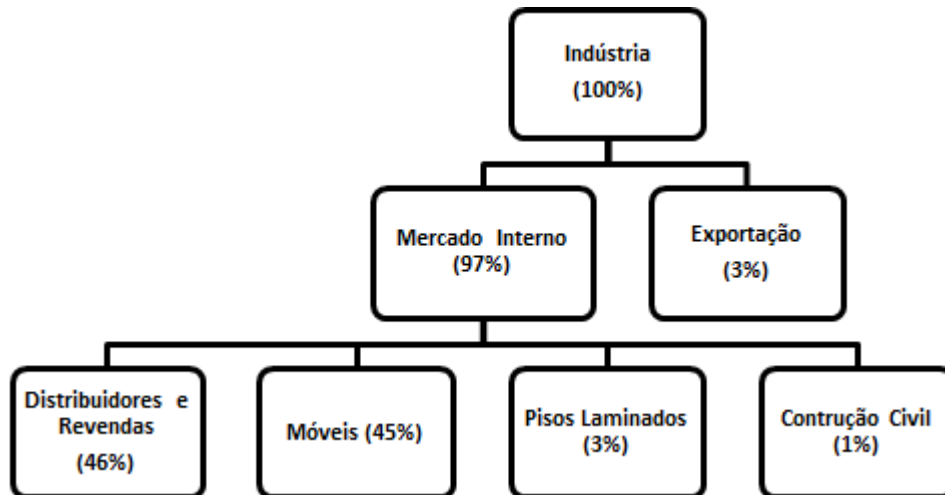 Indústria
(100%)
Mercado Interno
(97%)
Exportação
(3%)
Distribuidores e
Revendas
(46%)
Móveis (45%)
Pisos Laminados
(3%)
Contrução Civil
(1%)